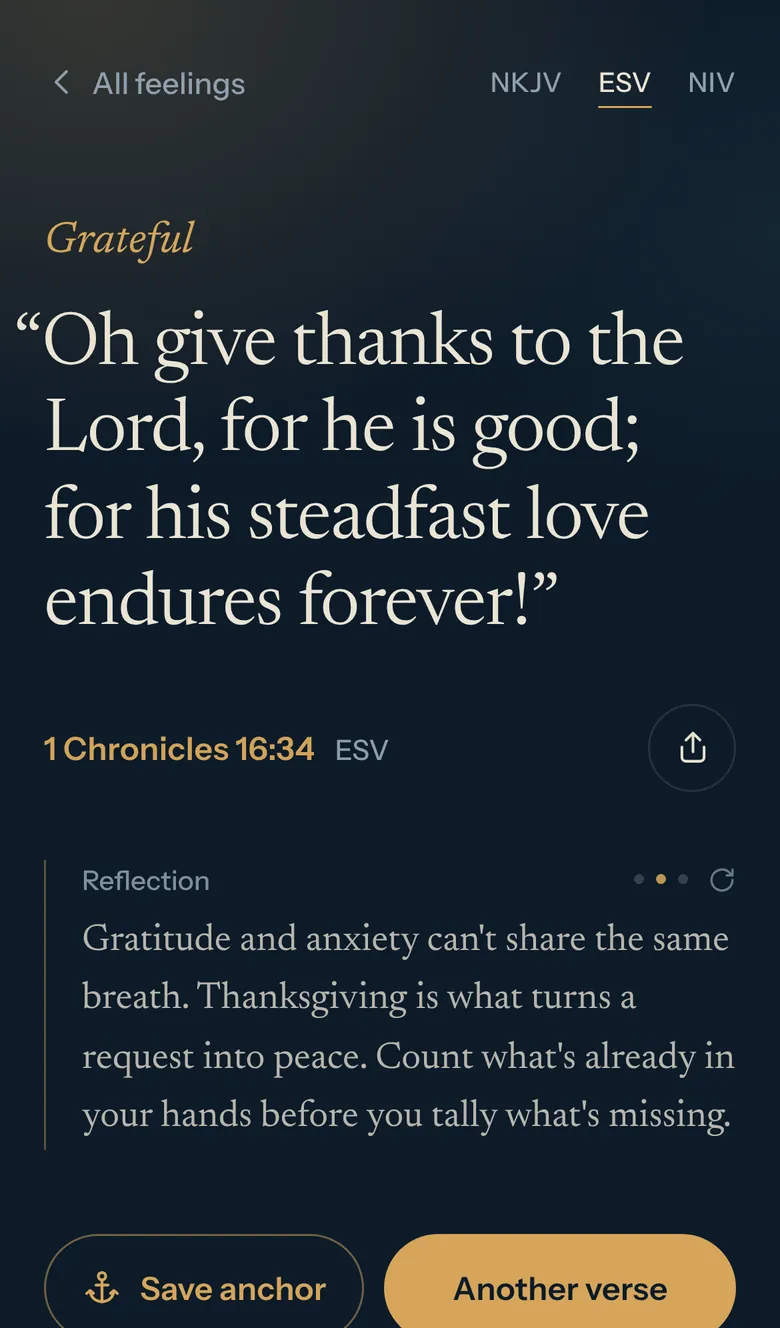 All feelings
NKJV ESV NIV
Grateful
“Oh give thanks to the
Lord, for he is good;
for his steadfast love
endures forever!”
1 Chronicles 16:34 ESV
Reflection
Gratitude and anxiety can't share the same
breath. Thanksgiving is what turns a
request into peace. Count what's already in
your hands before you tally what's missing.
Save anchor
Another verse